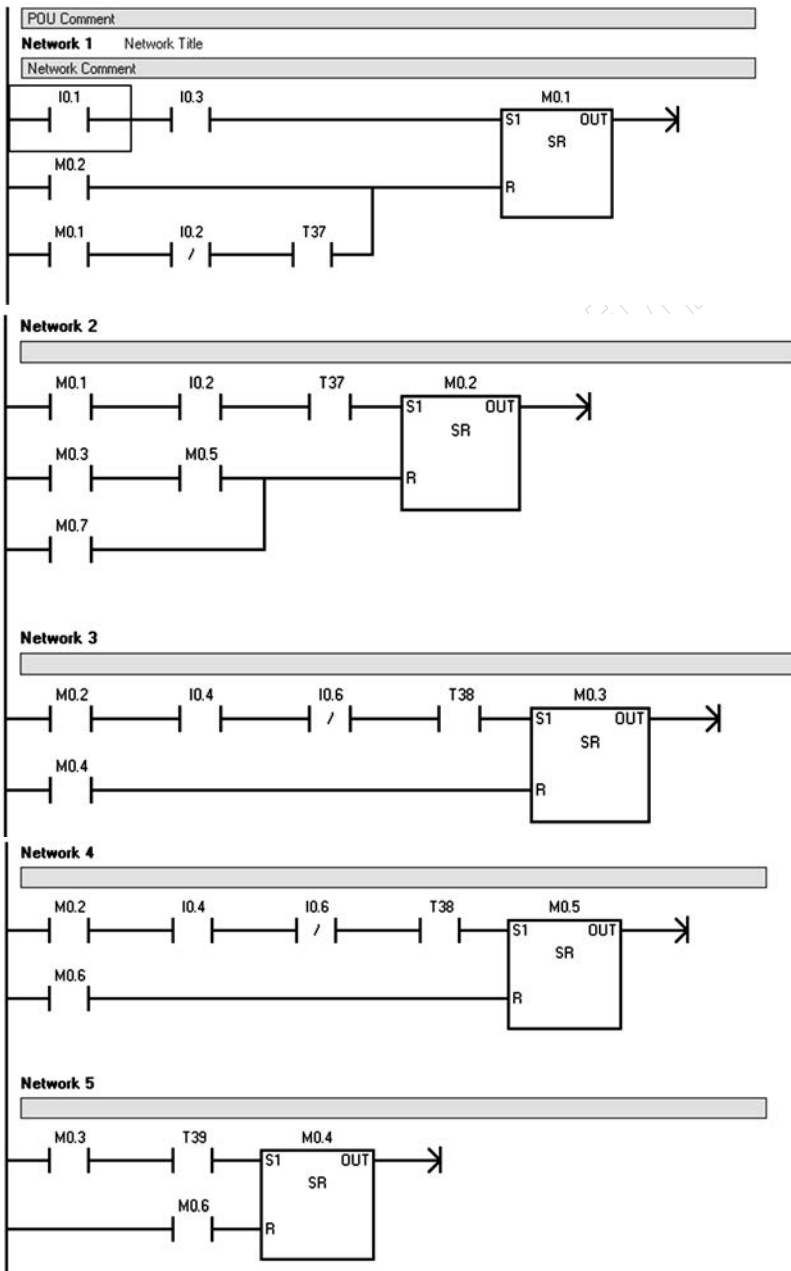 POU Comment
Network 1 Network Title
Network Comment
I0.1 I0.3 M0.1
S1 OUT
SR
M0.2
R
M0.1 I0.2 T37
/
Network 2
M0.1 I0.2 T37 M0.2
S1 OUT
SR
M0.3 M0.5
R
M0.7
Network 3
M0.2 I0.4 I0.6 T38 M0.3
/ S1 OUT
SR
M0.4
R
Network 4
M0.2 I0.4 I0.6 T38 M0.5
/ S1 OUT
SR
M0.6
R
Network 5
M0.3 T39 M0.4
S1 OUT
SR
M0.6
R